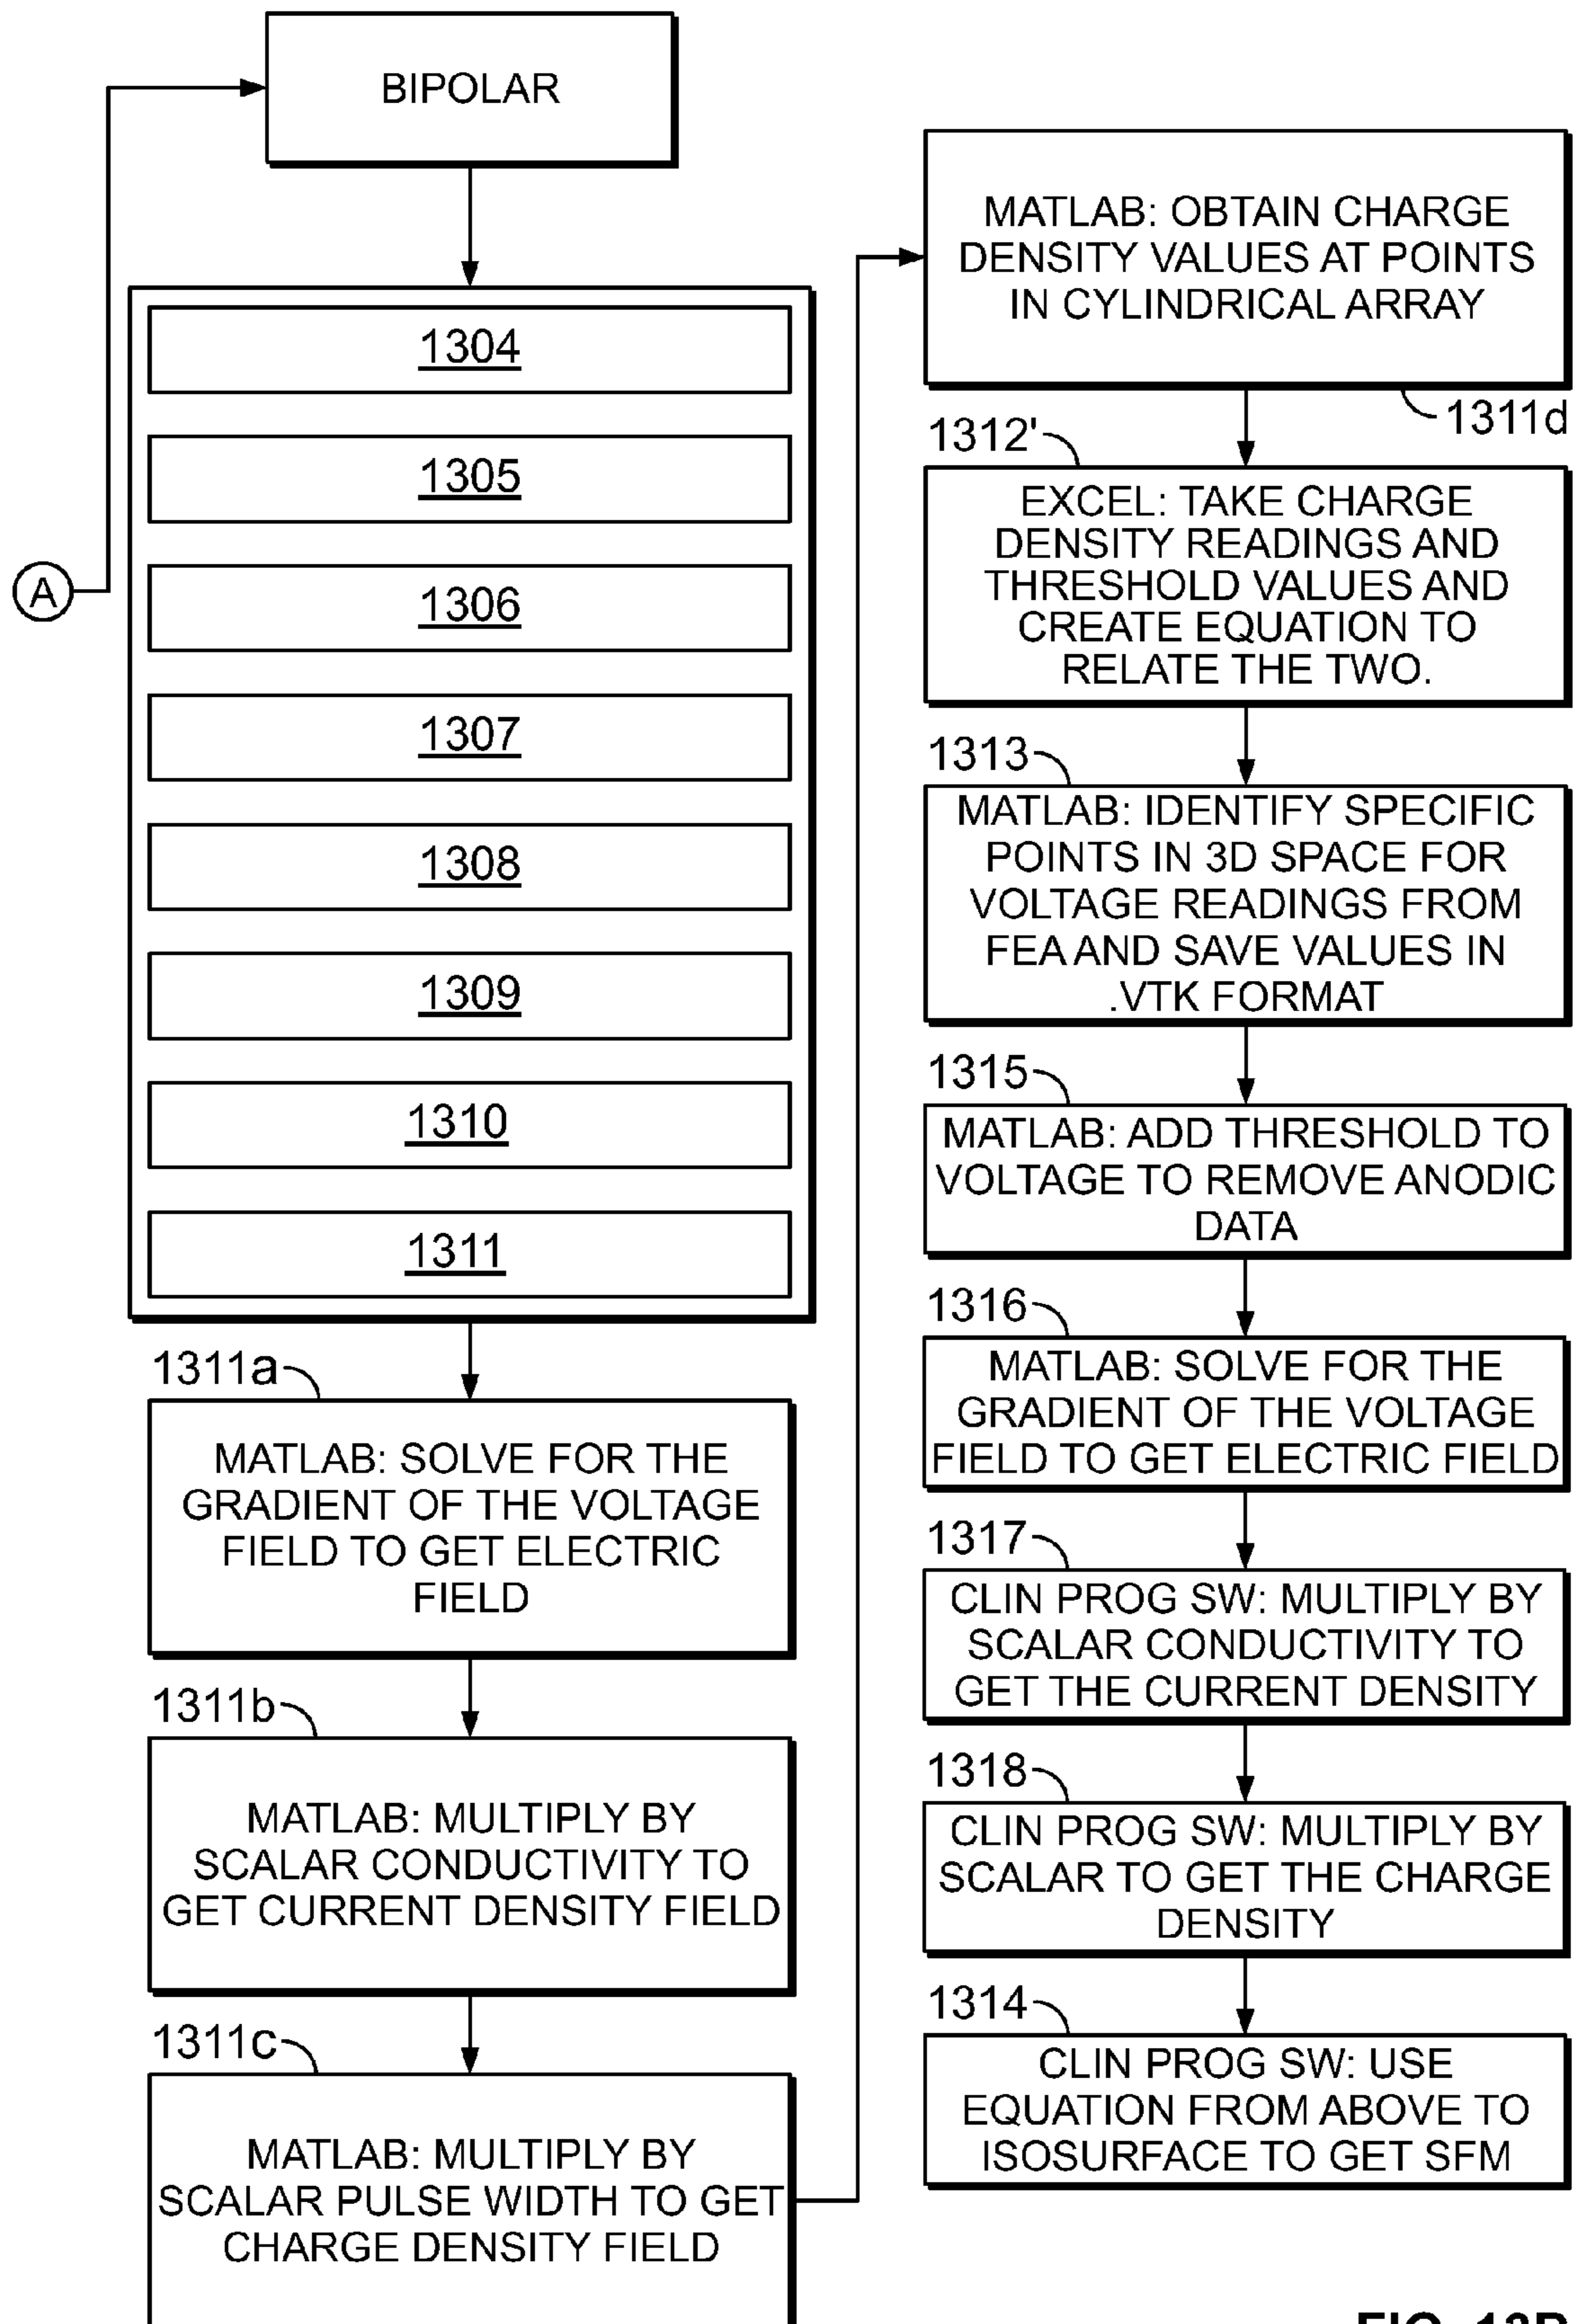 BIPOLAR
A
1304
1305
1306
1307
1308
1309
1310
1311
1311a
MATLAB: SOLVE FOR THE
GRADIENT OF THE VOLTAGE
FIELD TO GET ELECTRIC
FIELD
1311b
MATLAB: MULTIPLY BY
SCALAR CONDUCTIVITY TO
GET CURRENT DENSITY FIELD
1311c
MATLAB: MULTIPLY BY
SCALAR PULSE WIDTH TO GET
CHARGE DENSITY FIELD
MATLAB: OBTAIN CHARGE
DENSITY VALUES AT POINTS
IN CYLINDRICAL ARRAY
1311d
1312'
EXCEL: TAKE CHARGE
DENSITY READINGS AND
THRESHOLD VALUES AND
CREATE EQUATION TO
RELATE THE TWO.
1313
MATLAB: IDENTIFY SPECIFIC
POINTS IN 3D SPACE FOR
VOLTAGE READINGS FROM
FEA AND SAVE VALUES IN
.VTK FORMAT
1315
MATLAB: ADD THRESHOLD TO
VOLTAGE TO REMOVE ANODIC
DATA
1316
MATLAB: SOLVE FOR THE
GRADIENT OF THE VOLTAGE
FIELD TO GET ELECTRIC FIELD
1317
CLIN PROG SW: MULTIPLY BY
SCALAR CONDUCTIVITY TO
GET THE CURRENT DENSITY
1318
CLIN PROG SW: MULTIPLY BY
SCALAR TO GET THE CHARGE
DENSITY
1314
CLIN PROG SW: USE
EQUATION FROM ABOVE TO
ISOSURFACE TO GET SFM